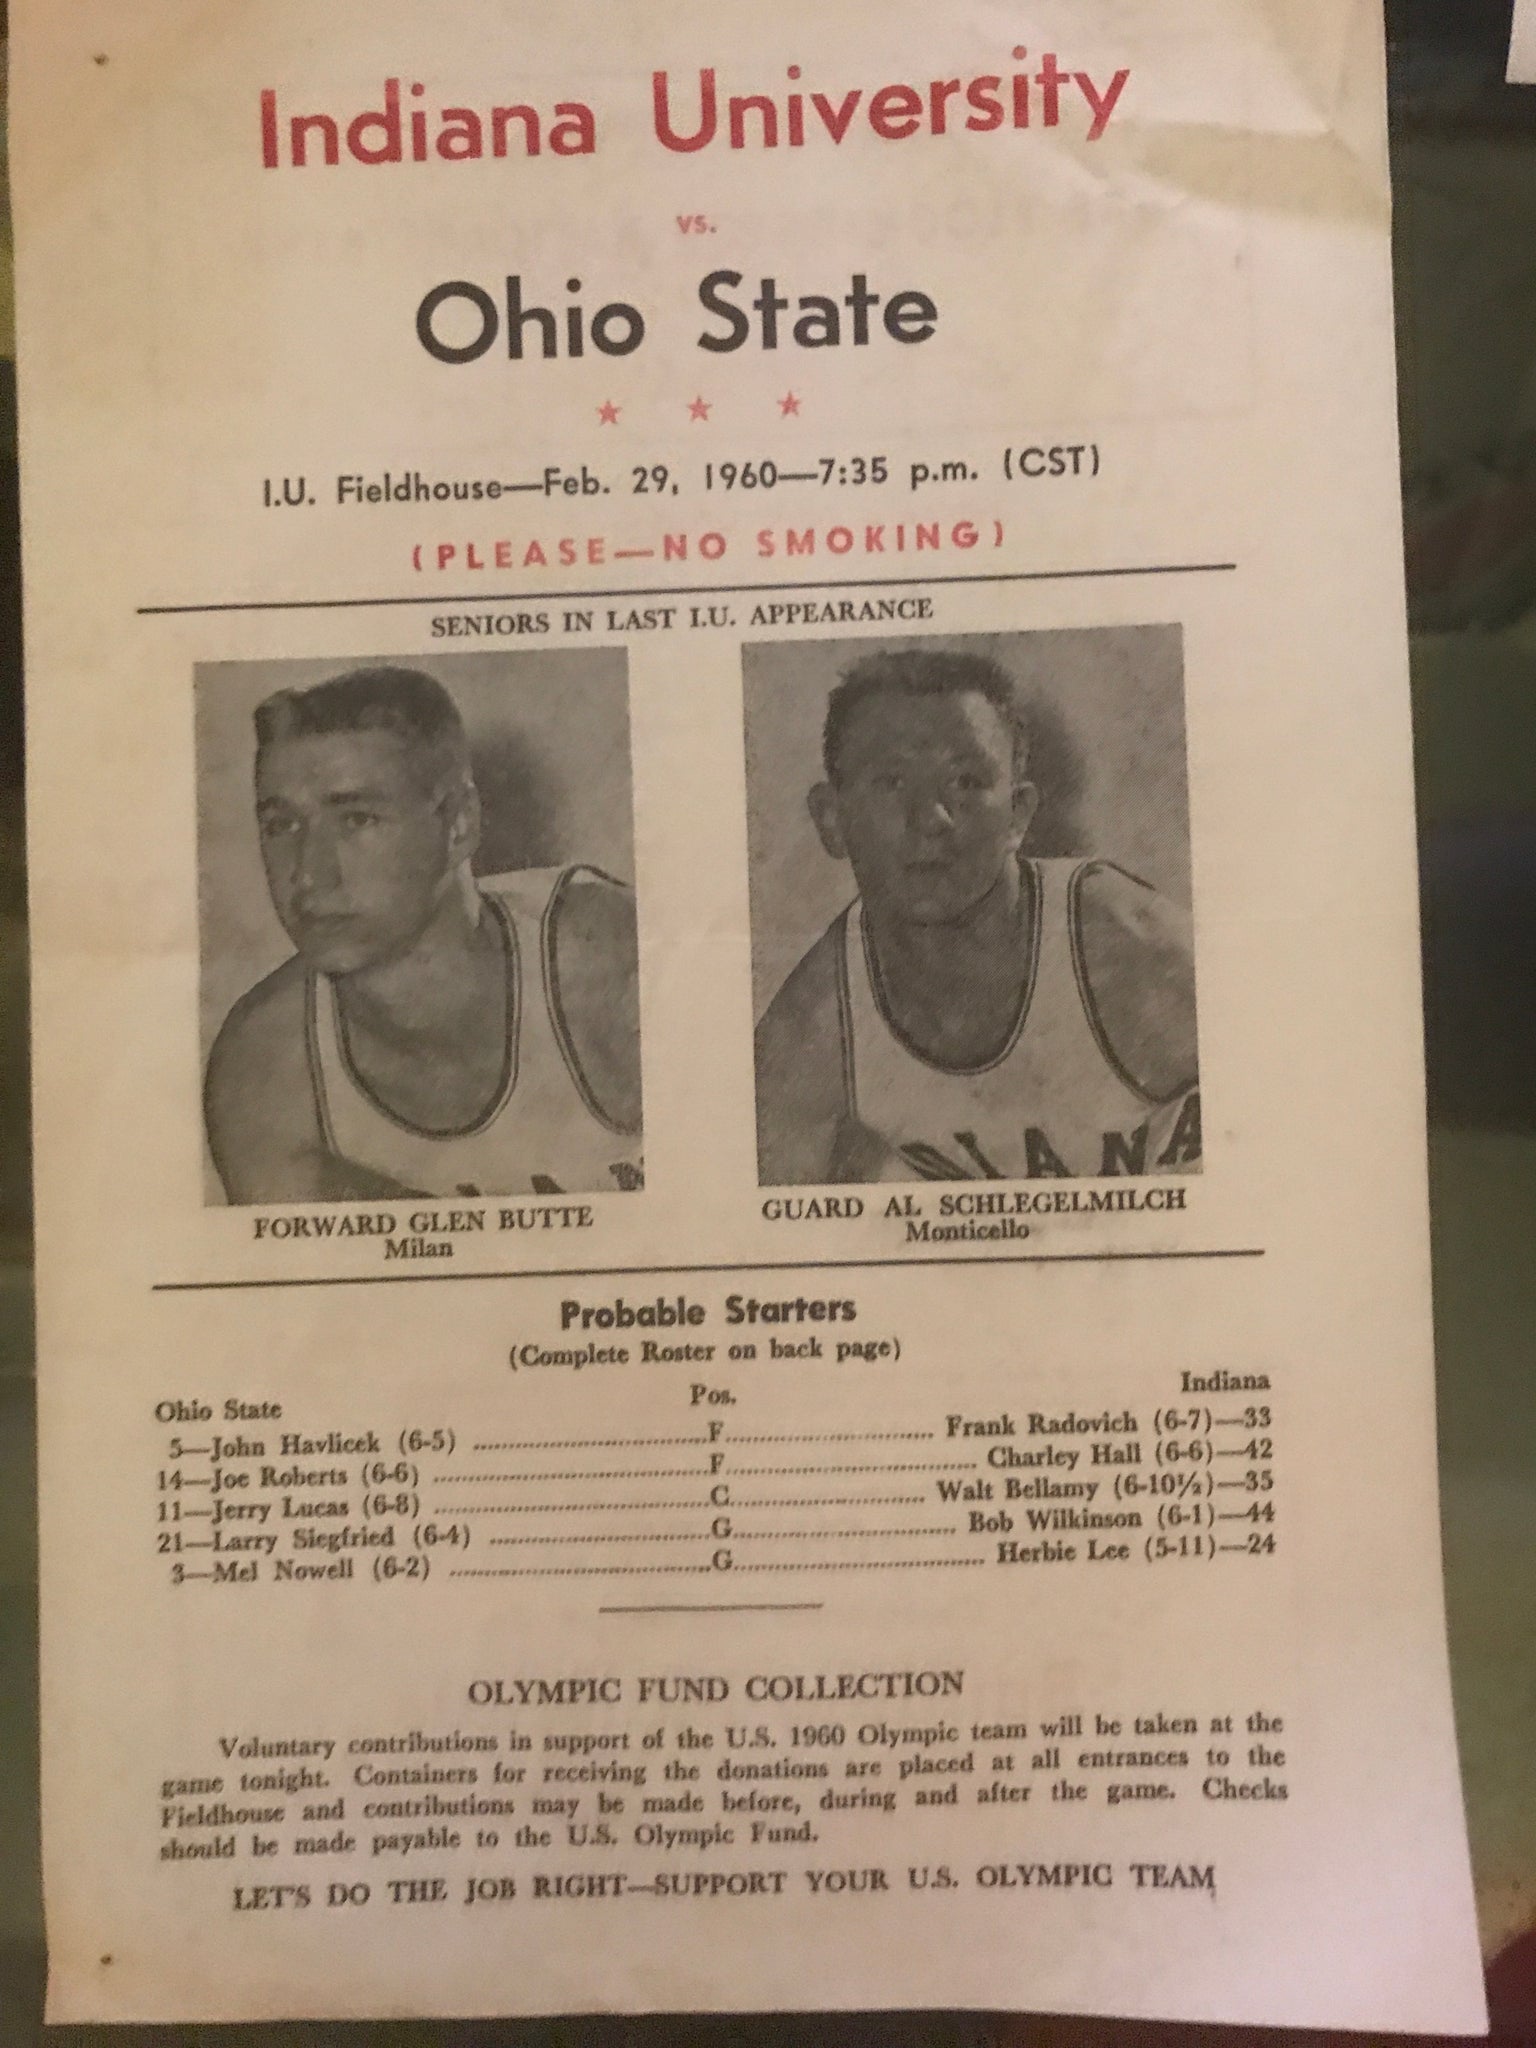 Indiana University
vs.
Ohio State
★ ★ ★
I.U. Fieldhouse—Feb. 29, 1960—7:35 p.m. (CST)
(PLEASE—NO SMOKING)
SENIORS IN LAST I.U. APPEARANCE
DIANA
FORWARD GLEN BUTTE
Milan
GUARD AL SCHLEGELMILCH
Monticello
Probable Starters
(Complete Roster on back page)
Ohio State Pos. Indiana
5—John Havlicek (6-5) ........F........ Frank Radovich (6-7)—33
14—Joe Roberts (6-6) ........F........ Charley Hall (6-6)—42
11—Jerry Lucas (6-8) ........C........ Walt Bellamy (6-10½)—35
21—Larry Siegfried (6-4) ........G........ Bob Wilkinson (6-1)—44
3—Mel Nowell (6-2) ........G........ Herbie Lee (5-11)—24
OLYMPIC FUND COLLECTION
Voluntary contributions in support of the U.S. 1960 Olympic team will be taken at the
game tonight. Containers for receiving the donations are placed at all entrances to the
Fieldhouse and contributions may be made before, during and after the game. Checks
should be made payable to the U.S. Olympic Fund.
LET'S DO THE JOB RIGHT—SUPPORT YOUR U.S. OLYMPIC TEAM